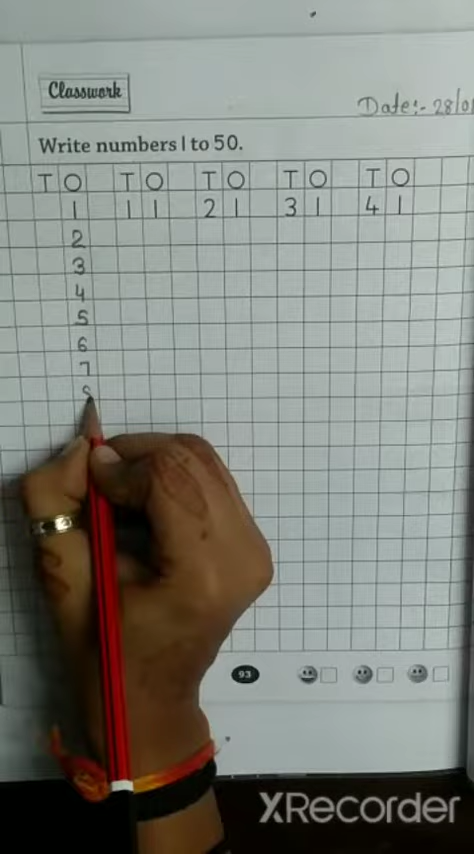 Classwork
Date:- 28/0
Write numbers 1 to 50.
T O T O T O T O T O
1 1 1 2 1 3 1 4 1
2
3
4
5
6
7
93
XRecorder